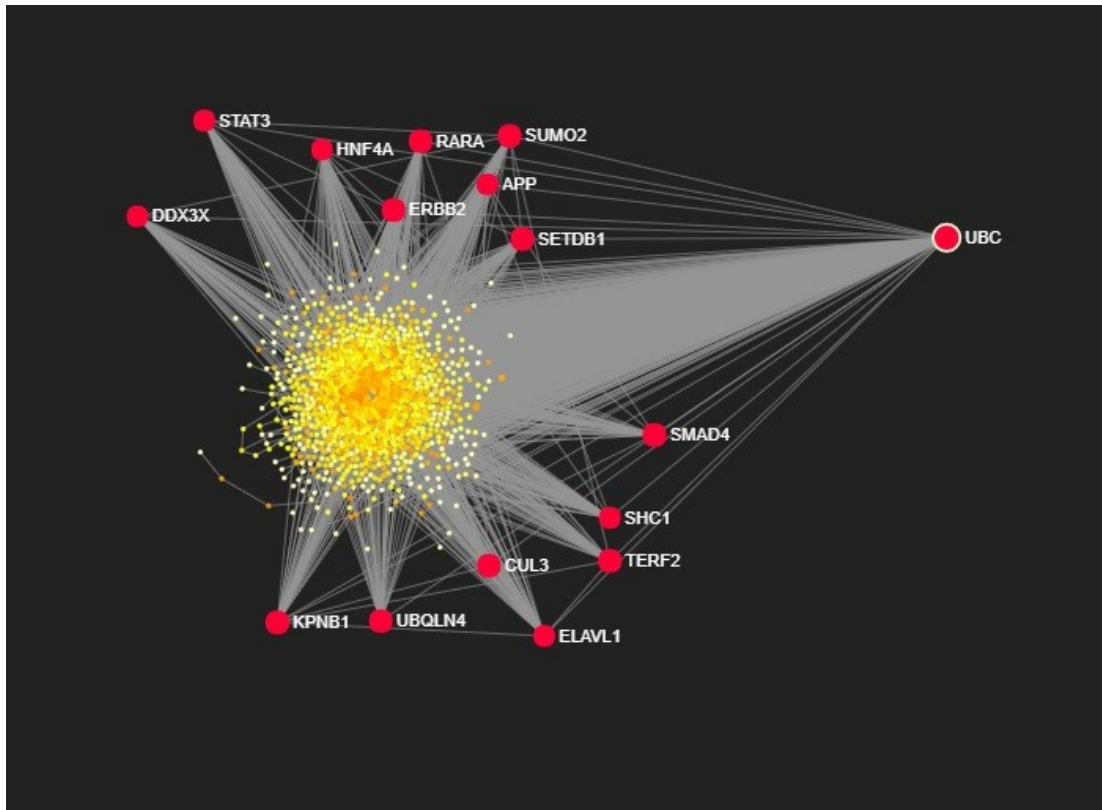 STAT3
HNF4A
RARA
SUMO2
APP
DDX3X
ERBB2
SETDB1
UBC
SMAD4
SHC1
CUL3
TERF2
KPNB1
UBQLN4
ELAVL1